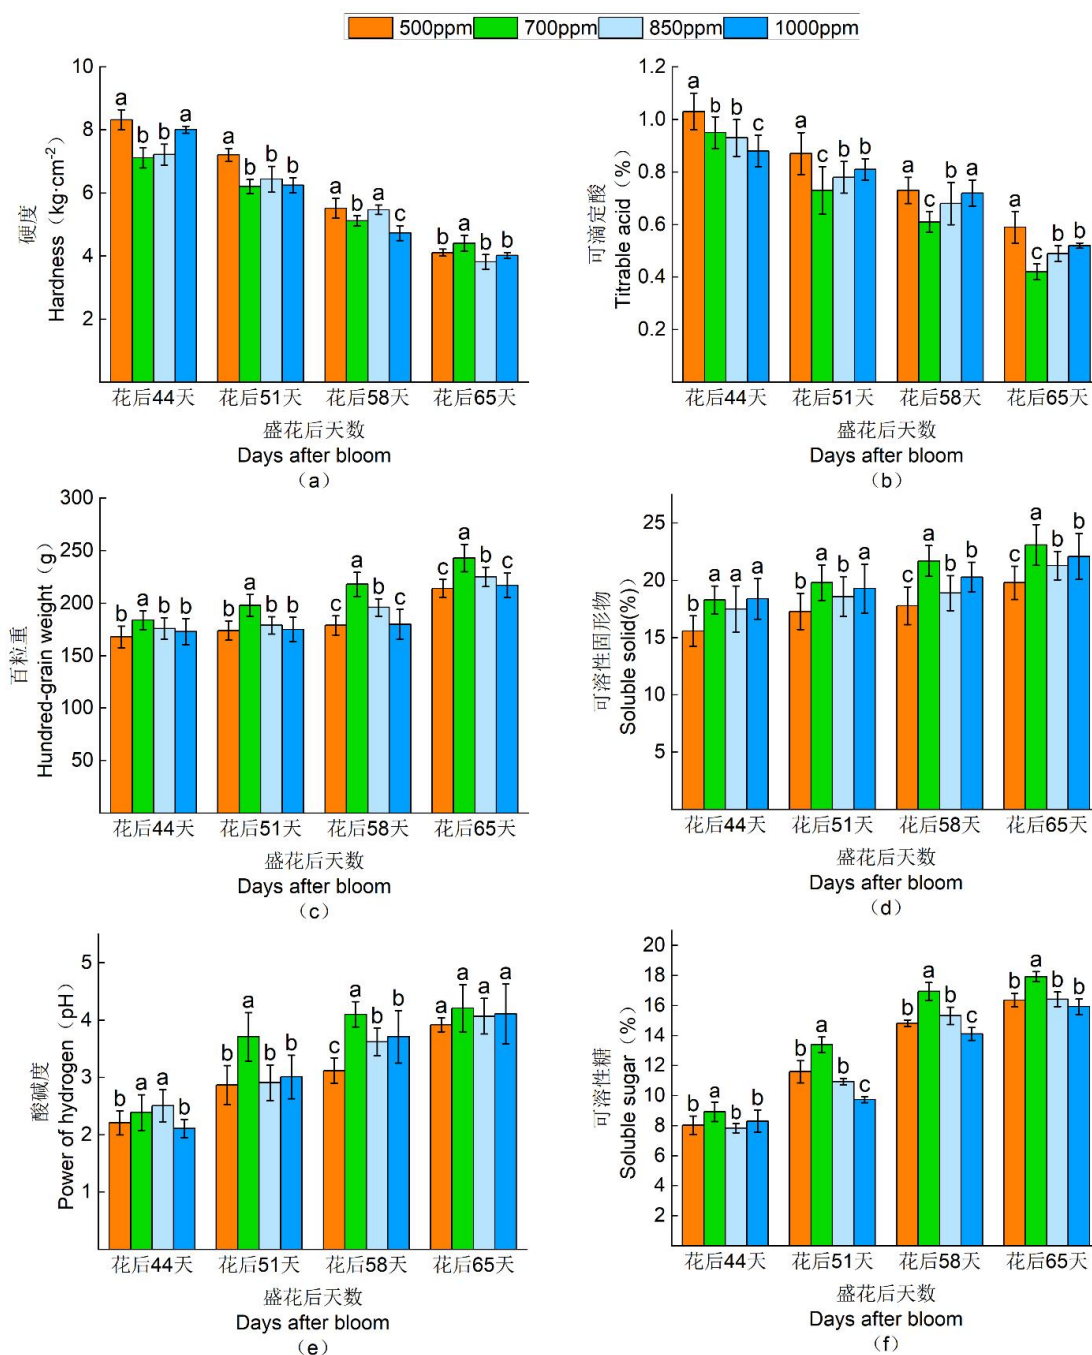 500ppm 700ppm 850ppm 1000ppm
硬度
Hardness（kg·cm-2）
10
8
6
4
2
a b b a
a b b b
a b a c
b a b b
花后44天 花后51天 花后58天 花后65天
盛花后天数
Days after bloom
（a）
可滴定酸
Titrable acid（%）
1.2
1.0
0.8
0.6
0.4
0.2
a b b c
a c b b
a c b a
a c b b
花后44天 花后51天 花后58天 花后65天
盛花后天数
Days after bloom
（b）
百粒重
Hundred-grain weight（g）
300
250
200
150
100
50
b a b b
b a b b
c a b c
c a b c
花后44天 花后51天 花后58天 花后65天
盛花后天数
Days after bloom
（c）
可溶性固形物
Soluble solid(%)
25
20
15
10
5
b a a a
b a b a
c a b b
c a b b
花后44天 花后51天 花后58天 花后65天
盛花后天数
Days after bloom
（d）
酸碱度
Power of hydrogen（pH）
5
4
3
2
1
b a a b
b a b b
c a b b
a a a a
花后44天 花后51天 花后58天 花后65天
盛花后天数
Days after bloom
（e）
可溶性糖
Soluble sugar（%）
20
18
16
14
12
10
8
6
4
2
b a b b
b a b c
b a b c
b a b b
花后44天 花后51天 花后58天 花后65天
盛花后天数
Days after bloom
（f）